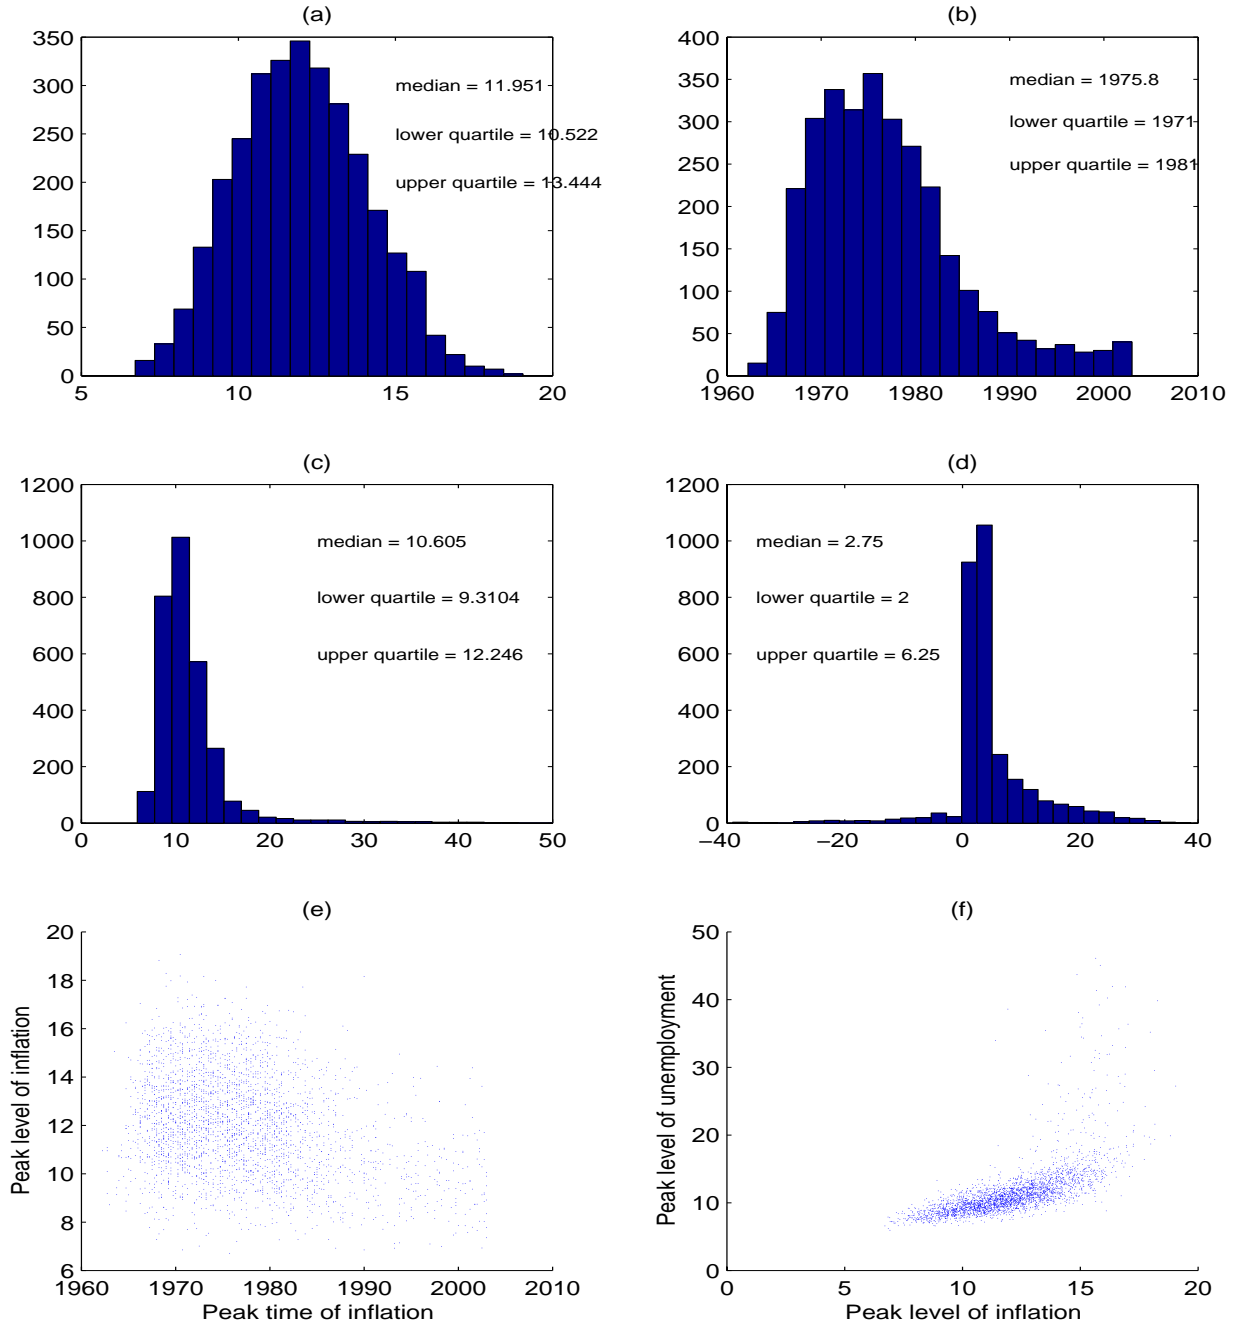 (a)
350
300
250
200
150
100
50
0
5 10 15 20
median = 11.951
lower quartile = 10.522
upper quartile = 13.444
(b)
400
350
300
250
200
150
100
50
0
1960 1970 1980 1990 2000 2010
median = 1975.8
lower quartile = 1971
upper quartile = 1981
(c)
1200
1000
800
600
400
200
0
0 10 20 30 40 50
median = 10.605
lower quartile = 9.3104
upper quartile = 12.246
(d)
1200
1000
800
600
400
200
0
−40 −20 0 20 40
median = 2.75
lower quartile = 2
upper quartile = 6.25
(e)
Peak level of inflation
20
18
16
14
12
10
8
6
1960 1970 1980 1990 2000 2010
Peak time of inflation
(f)
Peak level of unemployment
50
40
30
20
10
0
0 5 10 15 20
Peak level of inflation